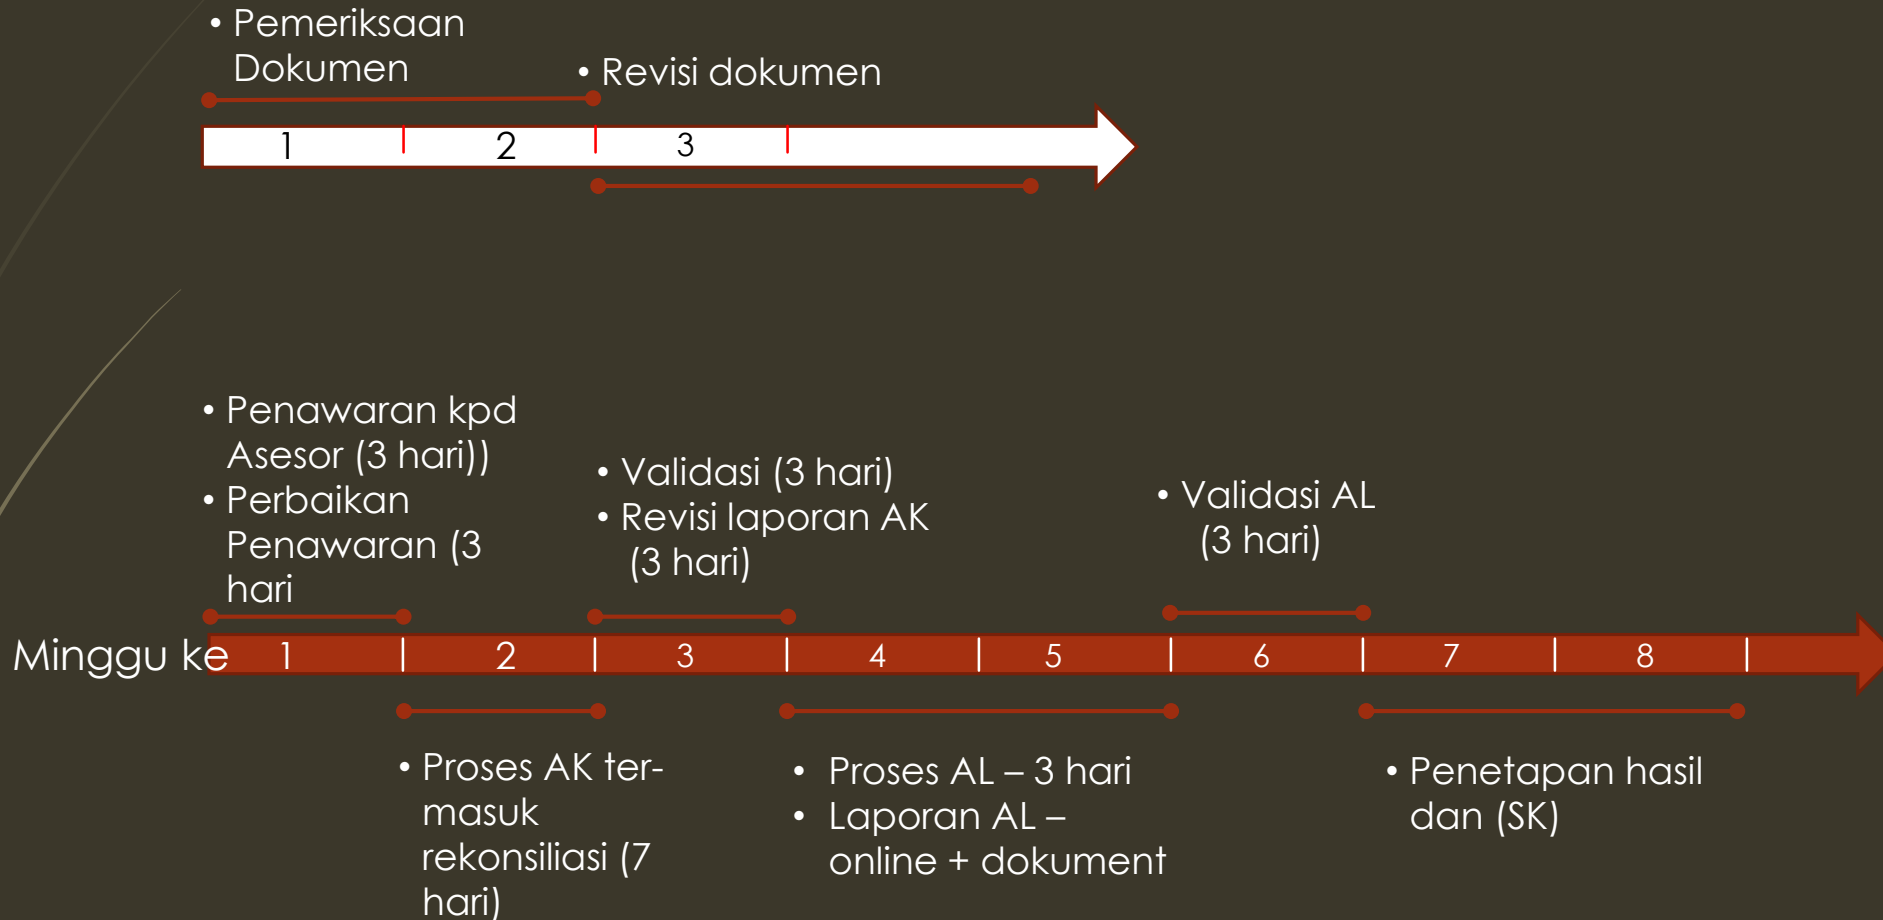 • Pemeriksaan
Dokumen
• Revisi dokumen
1 2 3
• Penawaran kpd
Asesor (3 hari))
• Perbaikan
Penawaran (3
hari
• Validasi (3 hari)
• Revisi laporan AK
(3 hari)
• Validasi AL
(3 hari)
Minggu ke 1 2 3 4 5 6 7 8
• Proses AK ter-
masuk
rekonsiliasi (7
hari)
• Proses AL – 3 hari
• Laporan AL –
online + dokument
• Penetapan hasil
dan (SK)